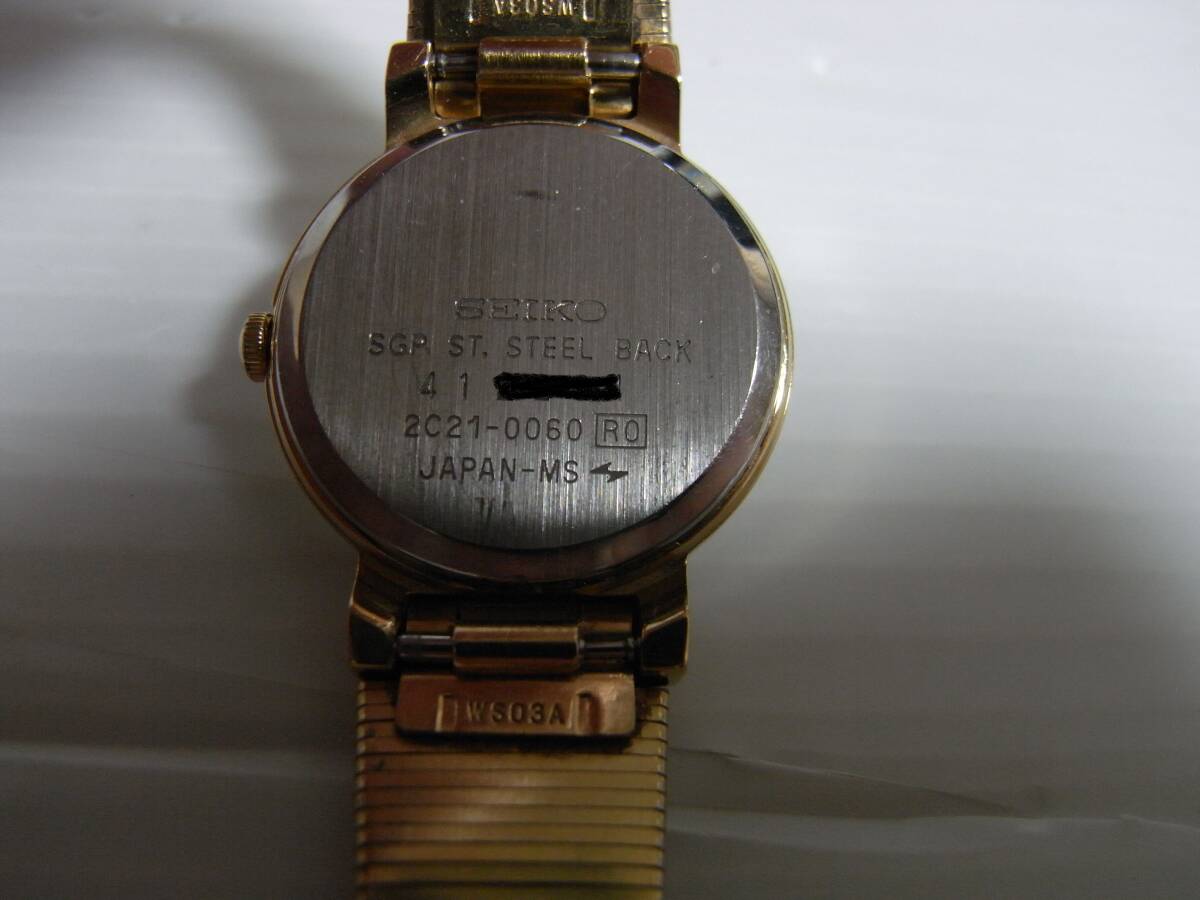 WS03A
SEIKO
SGP ST. STEEL BACK
41
2C21-0060 R0
JAPAN-MS
WS03A